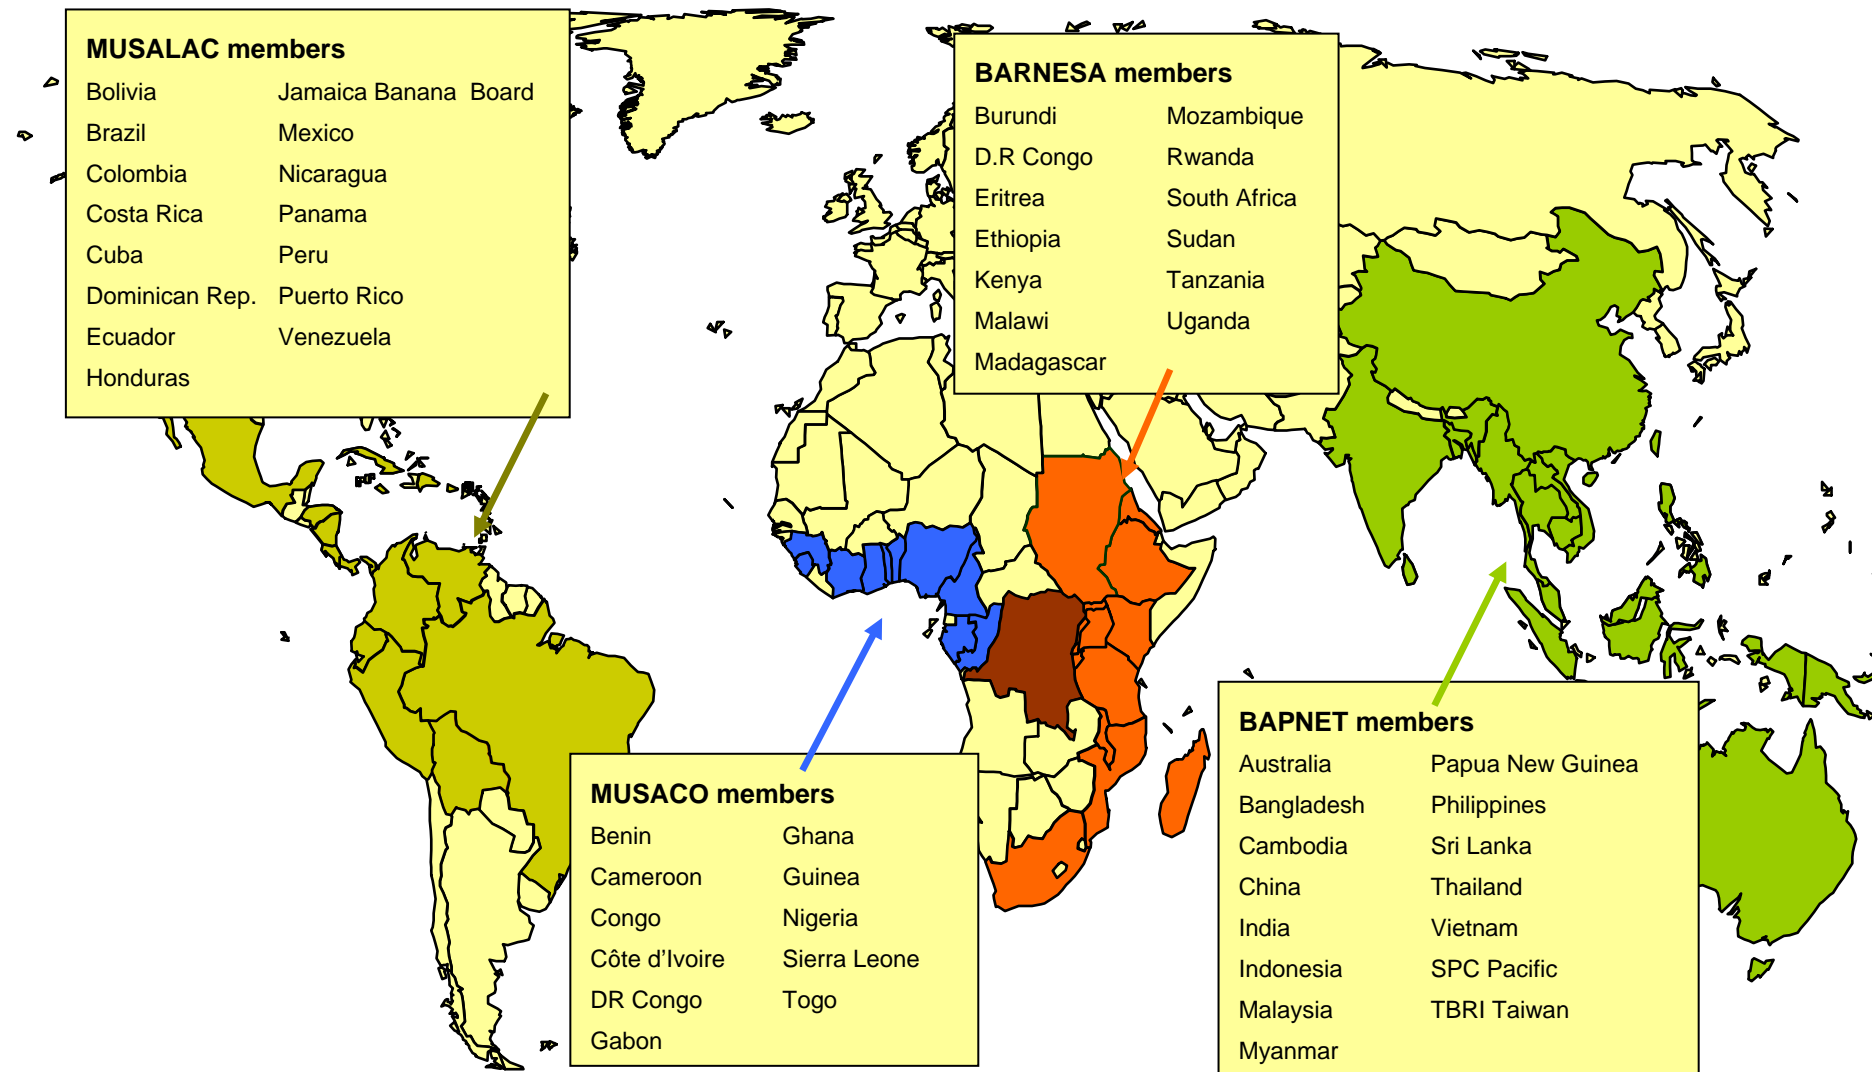 MUSALAC members
Bolivia Jamaica Banana Board
Brazil Mexico
Colombia Nicaragua
Costa Rica Panama
Cuba Peru
Dominican Rep. Puerto Rico
Ecuador Venezuela
Honduras
BARNESA members
Burundi Mozambique
D.R Congo Rwanda
Eritrea South Africa
Ethiopia Sudan
Kenya Tanzania
Malawi Uganda
Madagascar
MUSACO members
Benin Ghana
Cameroon Guinea
Congo Nigeria
Côte d'Ivoire Sierra Leone
DR Congo Togo
Gabon
BAPNET members
Australia Papua New Guinea
Bangladesh Philippines
Cambodia Sri Lanka
China Thailand
India Vietnam
Indonesia SPC Pacific
Malaysia TBRI Taiwan
Myanmar